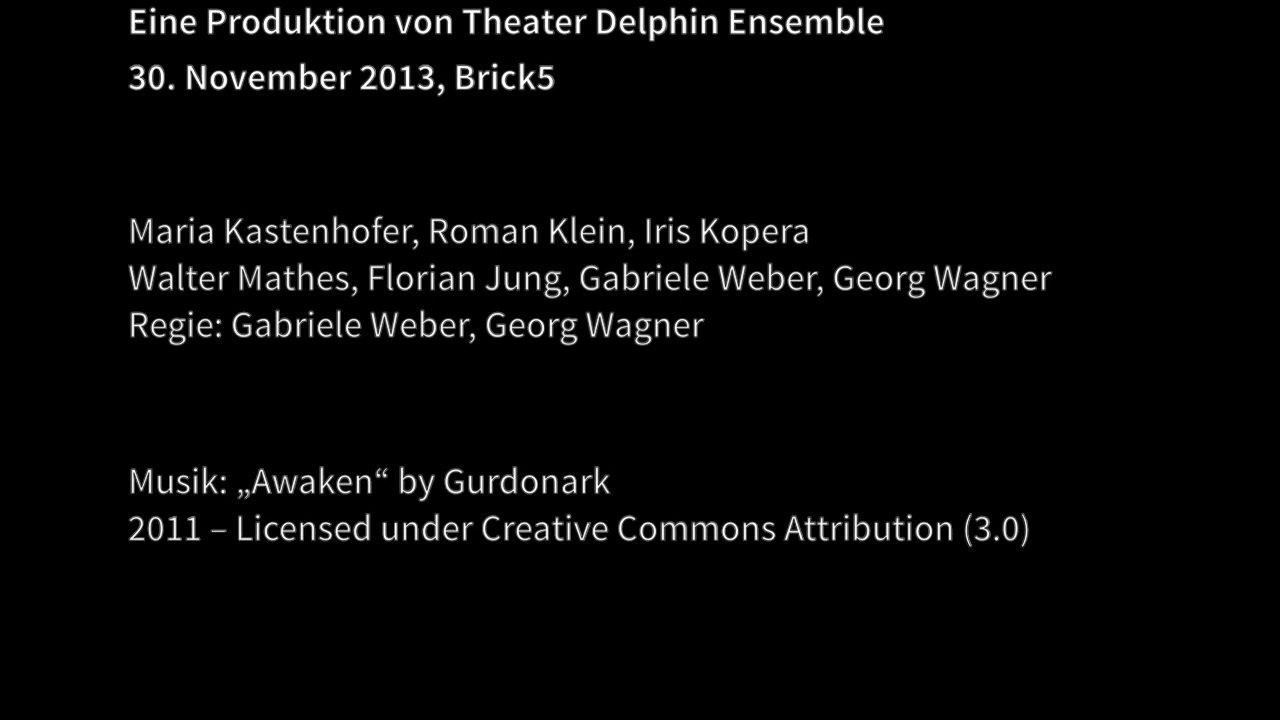 Eine Produktion von Theater Delphin Ensemble
30. November 2013, Brick5
Maria Kastenhofer, Roman Klein, Iris Kopera
Walter Mathes, Florian Jung, Gabriele Weber, Georg Wagner
Regie: Gabriele Weber, Georg Wagner
Musik: „Awaken“ by Gurdonark
2011 – Licensed under Creative Commons Attribution (3.0)